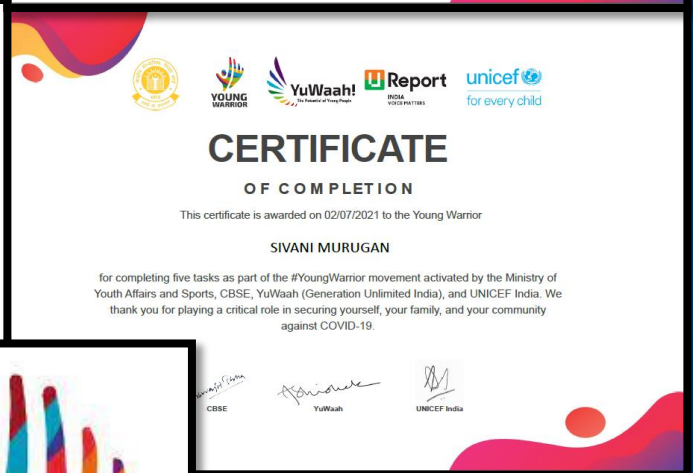 YOUNG
WARRIOR
YuWaah!
The Potential of Young People
U Report
INDIA
VOICE MATTERS
unicef
for every child
CERTIFICATE
OF COMPLETION
This certificate is awarded on 02/07/2021 to the Young Warrior
SIVANI MURUGAN
for completing five tasks as part of the #YoungWarrior movement activated by the Ministry of
Youth Affairs and Sports, CBSE, YuWaah (Generation Unlimited India), and UNICEF India. We
thank you for playing a critical role in securing yourself, your family, and your community
against COVID-19.
CBSE
YuWaah
UNICEF India